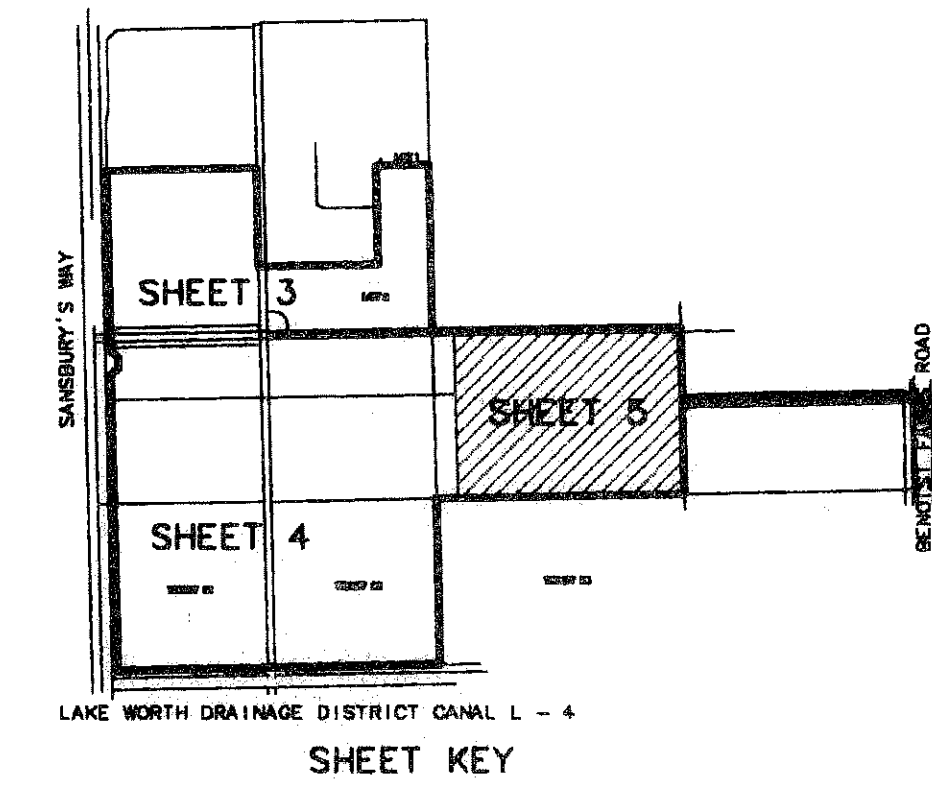 SHEET 3
SANSBURY'S WAY
SHEET 5
ROAD
SHEET 4
LAKE WORTH DRAINAGE DISTRICT CANAL L - 4
SHEET KEY